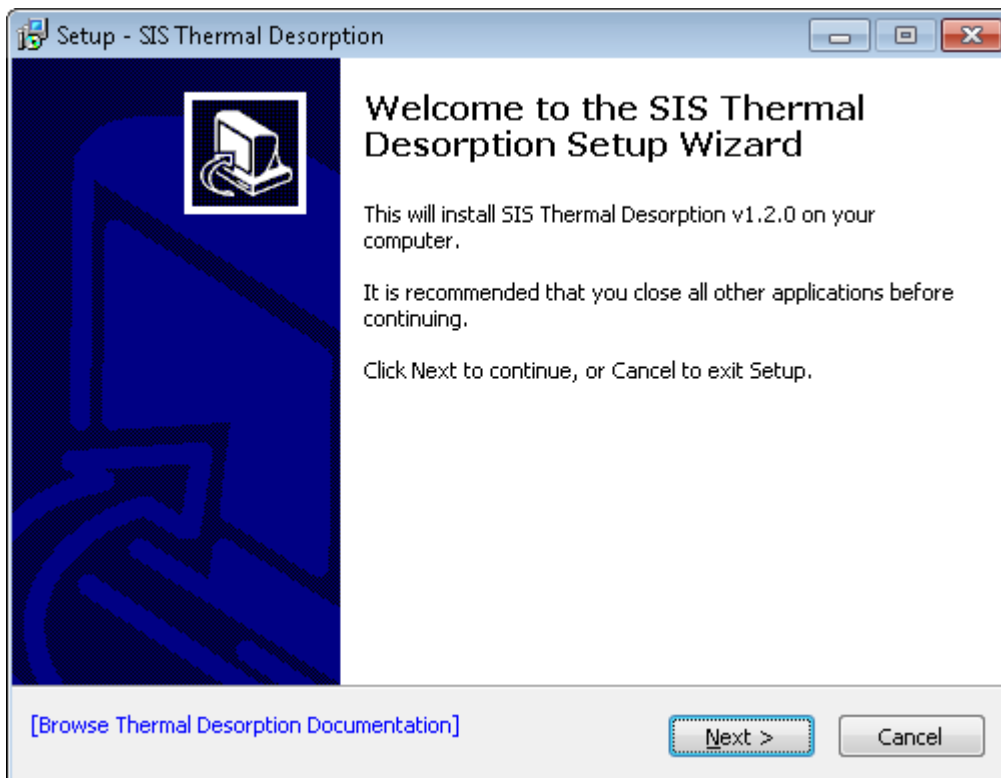 Setup - SIS Thermal Desorption
Welcome to the SIS Thermal
Desorption Setup Wizard
This will install SIS Thermal Desorption v1.2.0 on your
computer.
It is recommended that you close all other applications before
continuing.
Click Next to continue, or Cancel to exit Setup.
[Browse Thermal Desorption Documentation]
Next >
Cancel